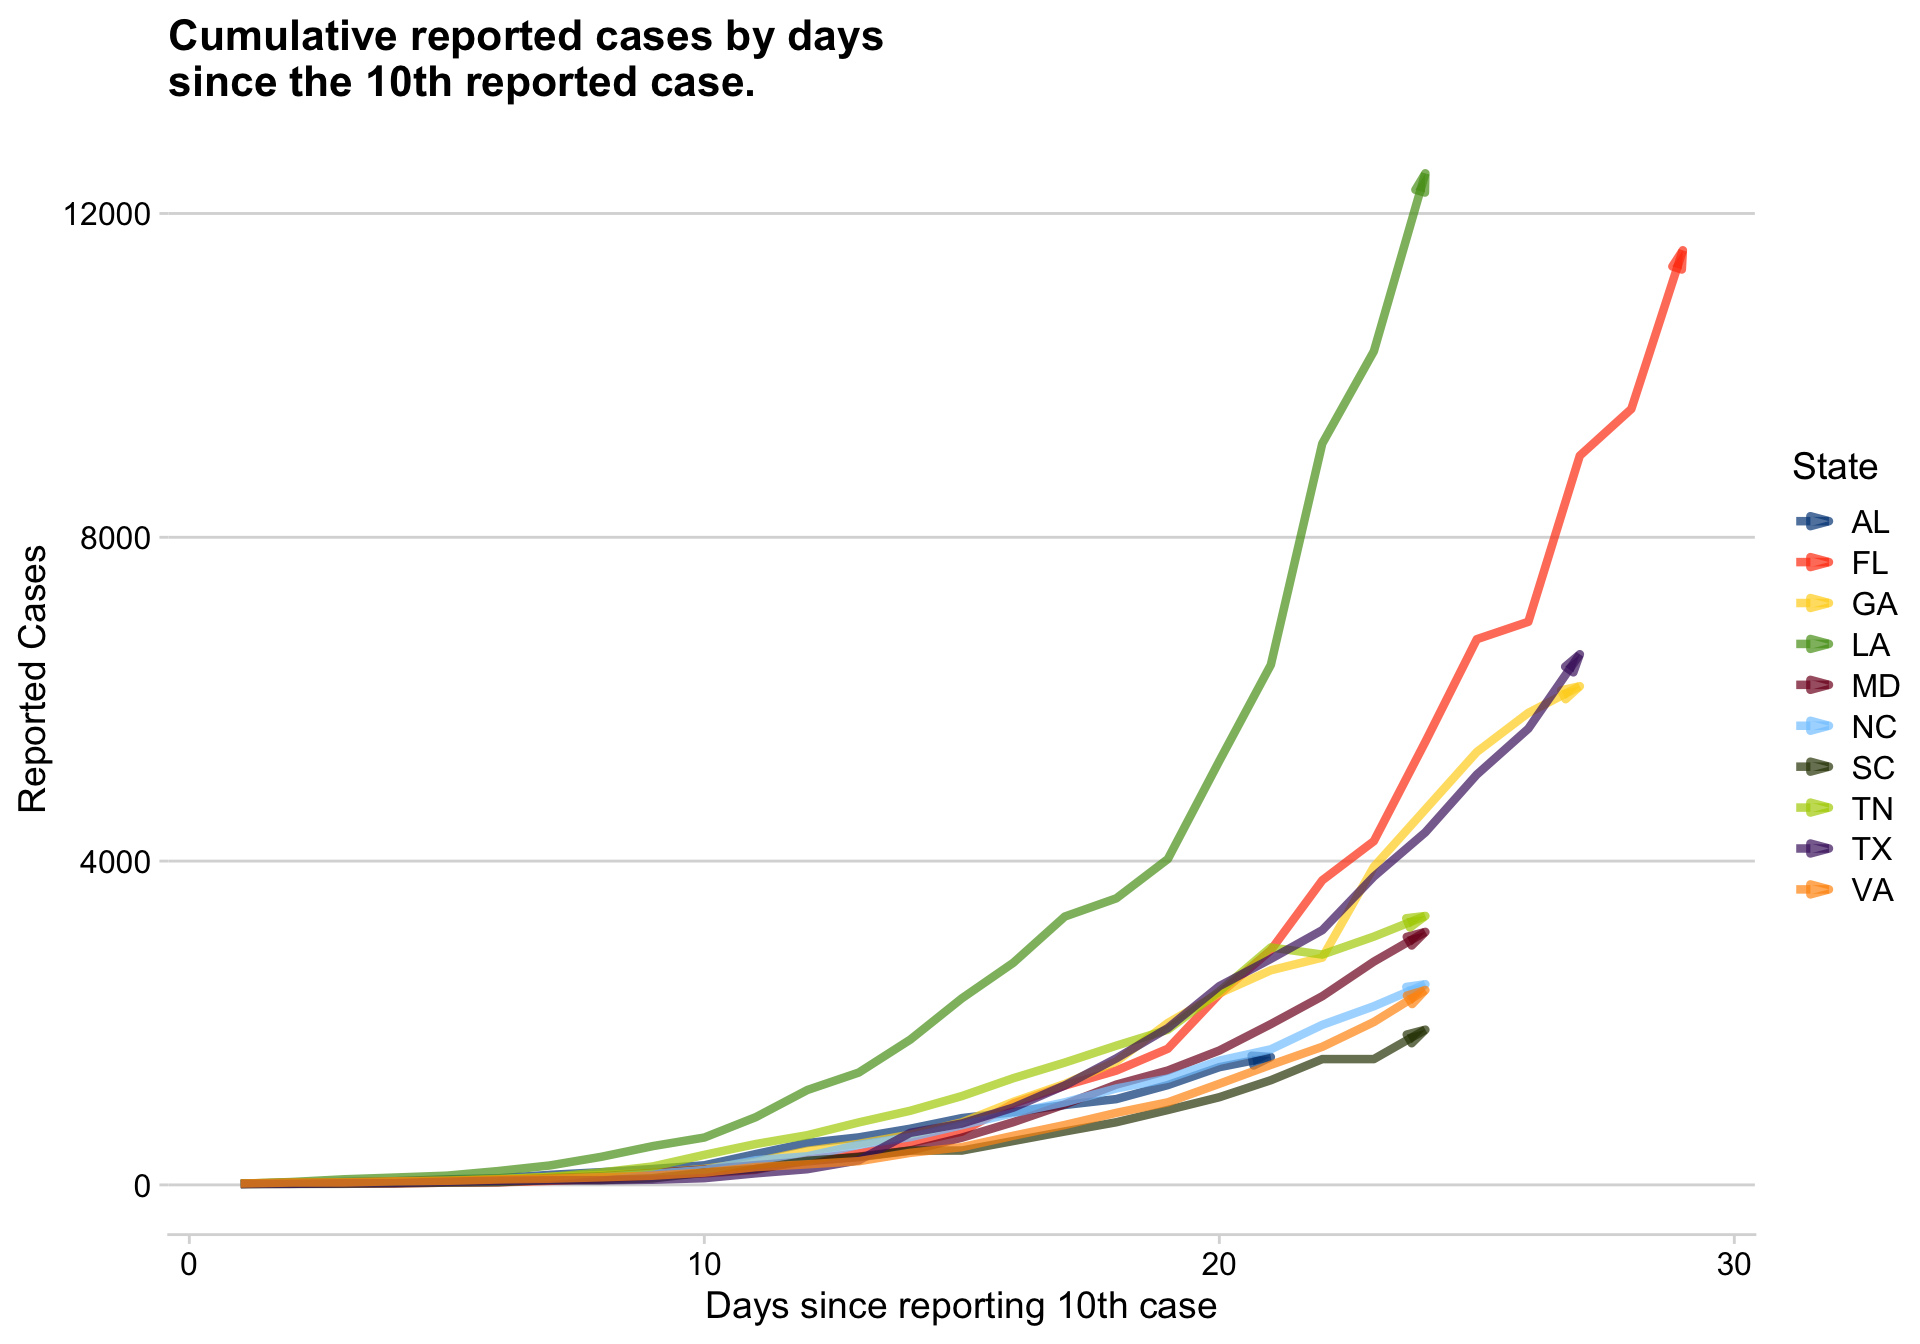 Cumulative reported cases by days
since the 10th reported case.
12000
8000
4000
0
Reported Cases
0 10 20 30
Days since reporting 10th case
State
AL
FL
GA
LA
MD
NC
SC
TN
TX
VA